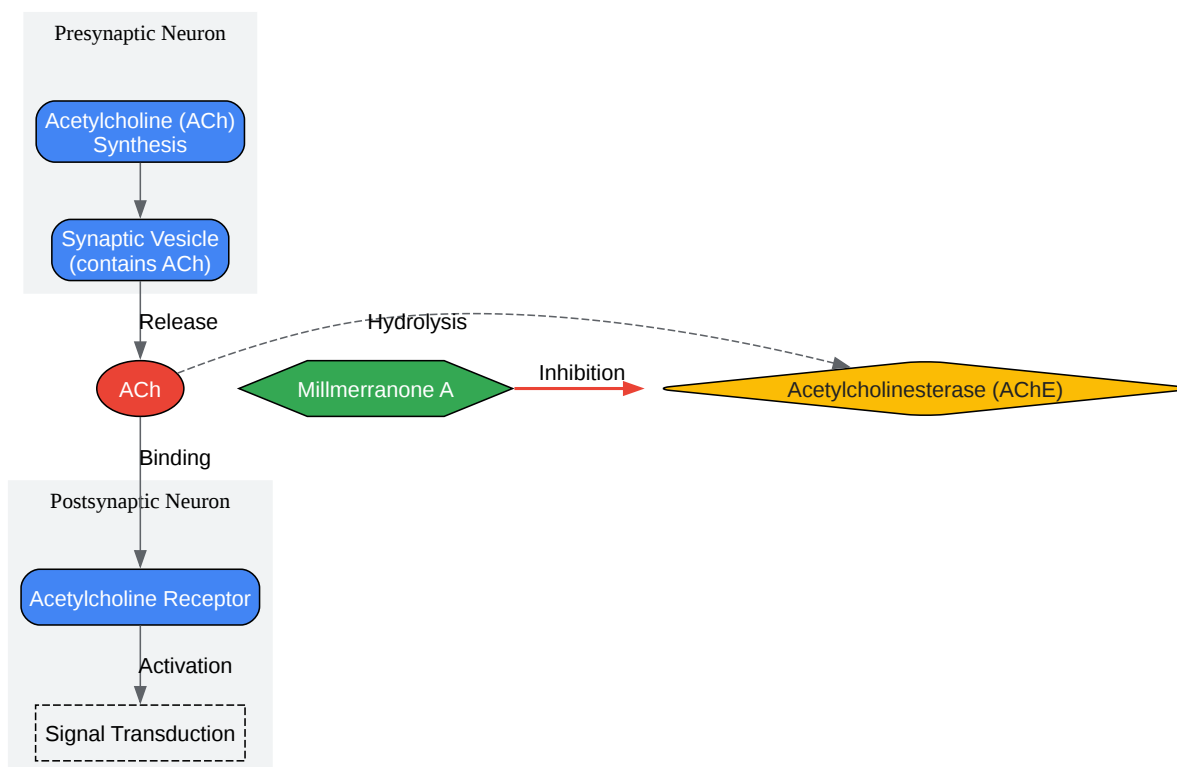 Presynaptic Neuron
Acetylcholine (ACh)
Synthesis
Synaptic Vesicle
(contains ACh)
Release
Hydrolysis
ACh
Millmerranone A
Inhibition
Acetylcholinesterase (AChE)
Binding
Postsynaptic Neuron
Acetylcholine Receptor
Activation
Signal Transduction